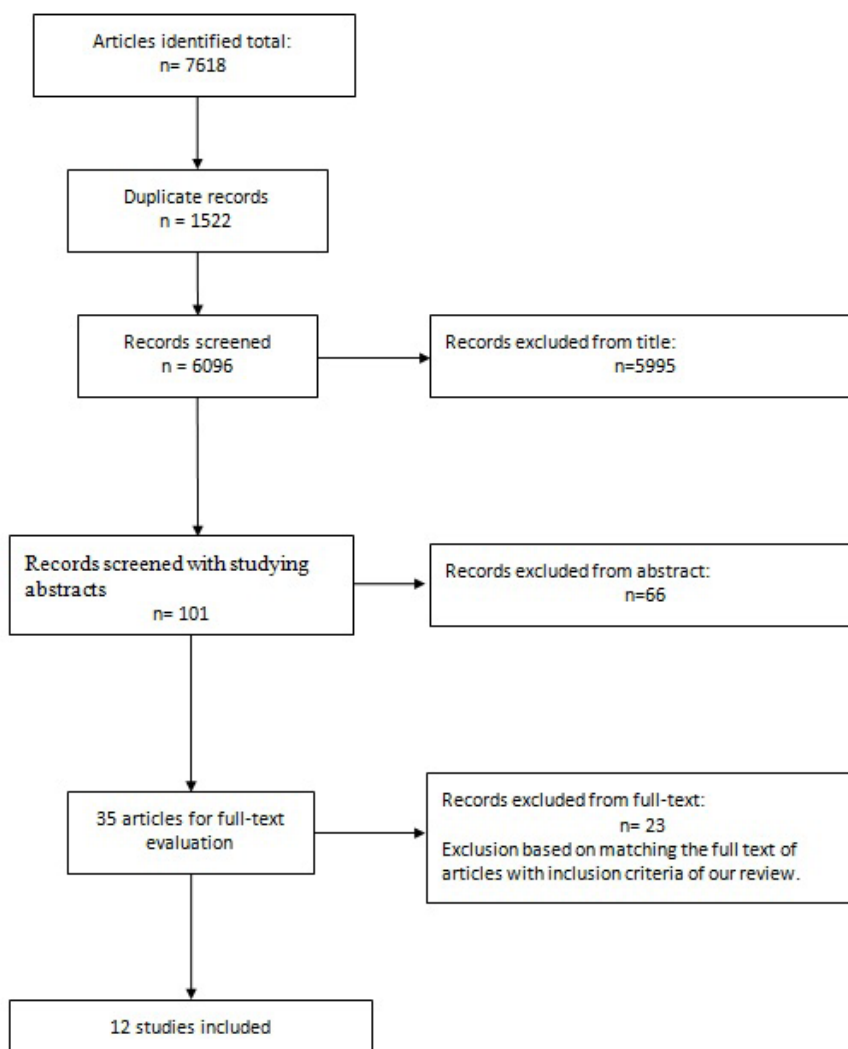 Articles identified total:
n= 7618
Duplicate records
n = 1522
Records screened
n = 6096
Records excluded from title:
n=5995
Records screened with studying
abstracts
n= 101
Records excluded from abstract:
n=66
35 articles for full-text
evaluation
Records excluded from full-text:
n= 23
Exclusion based on matching the full text of
articles with inclusion criteria of our review.
12 studies included